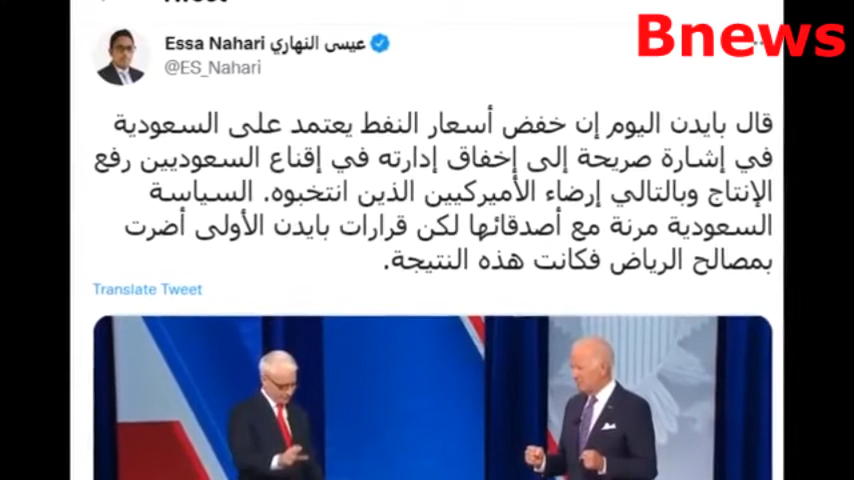 Bnews
Essa Nahari عيسى النهاري
@ES_Nahari
قال بايدن اليوم إن خفض أسعار النفط يعتمد على السعودية
في إشارة صريحة إلى إخفاق إدارته في إقناع السعوديين رفع
الإنتاج وبالتالي إرضاء الأميركيين الذين انتخبوه. السياسة
السعودية مرنة مع أصدقائها لكن قرارات بايدن الأولى أضرت
بمصالح الرياض فكانت هذه النتيجة.
Translate Tweet